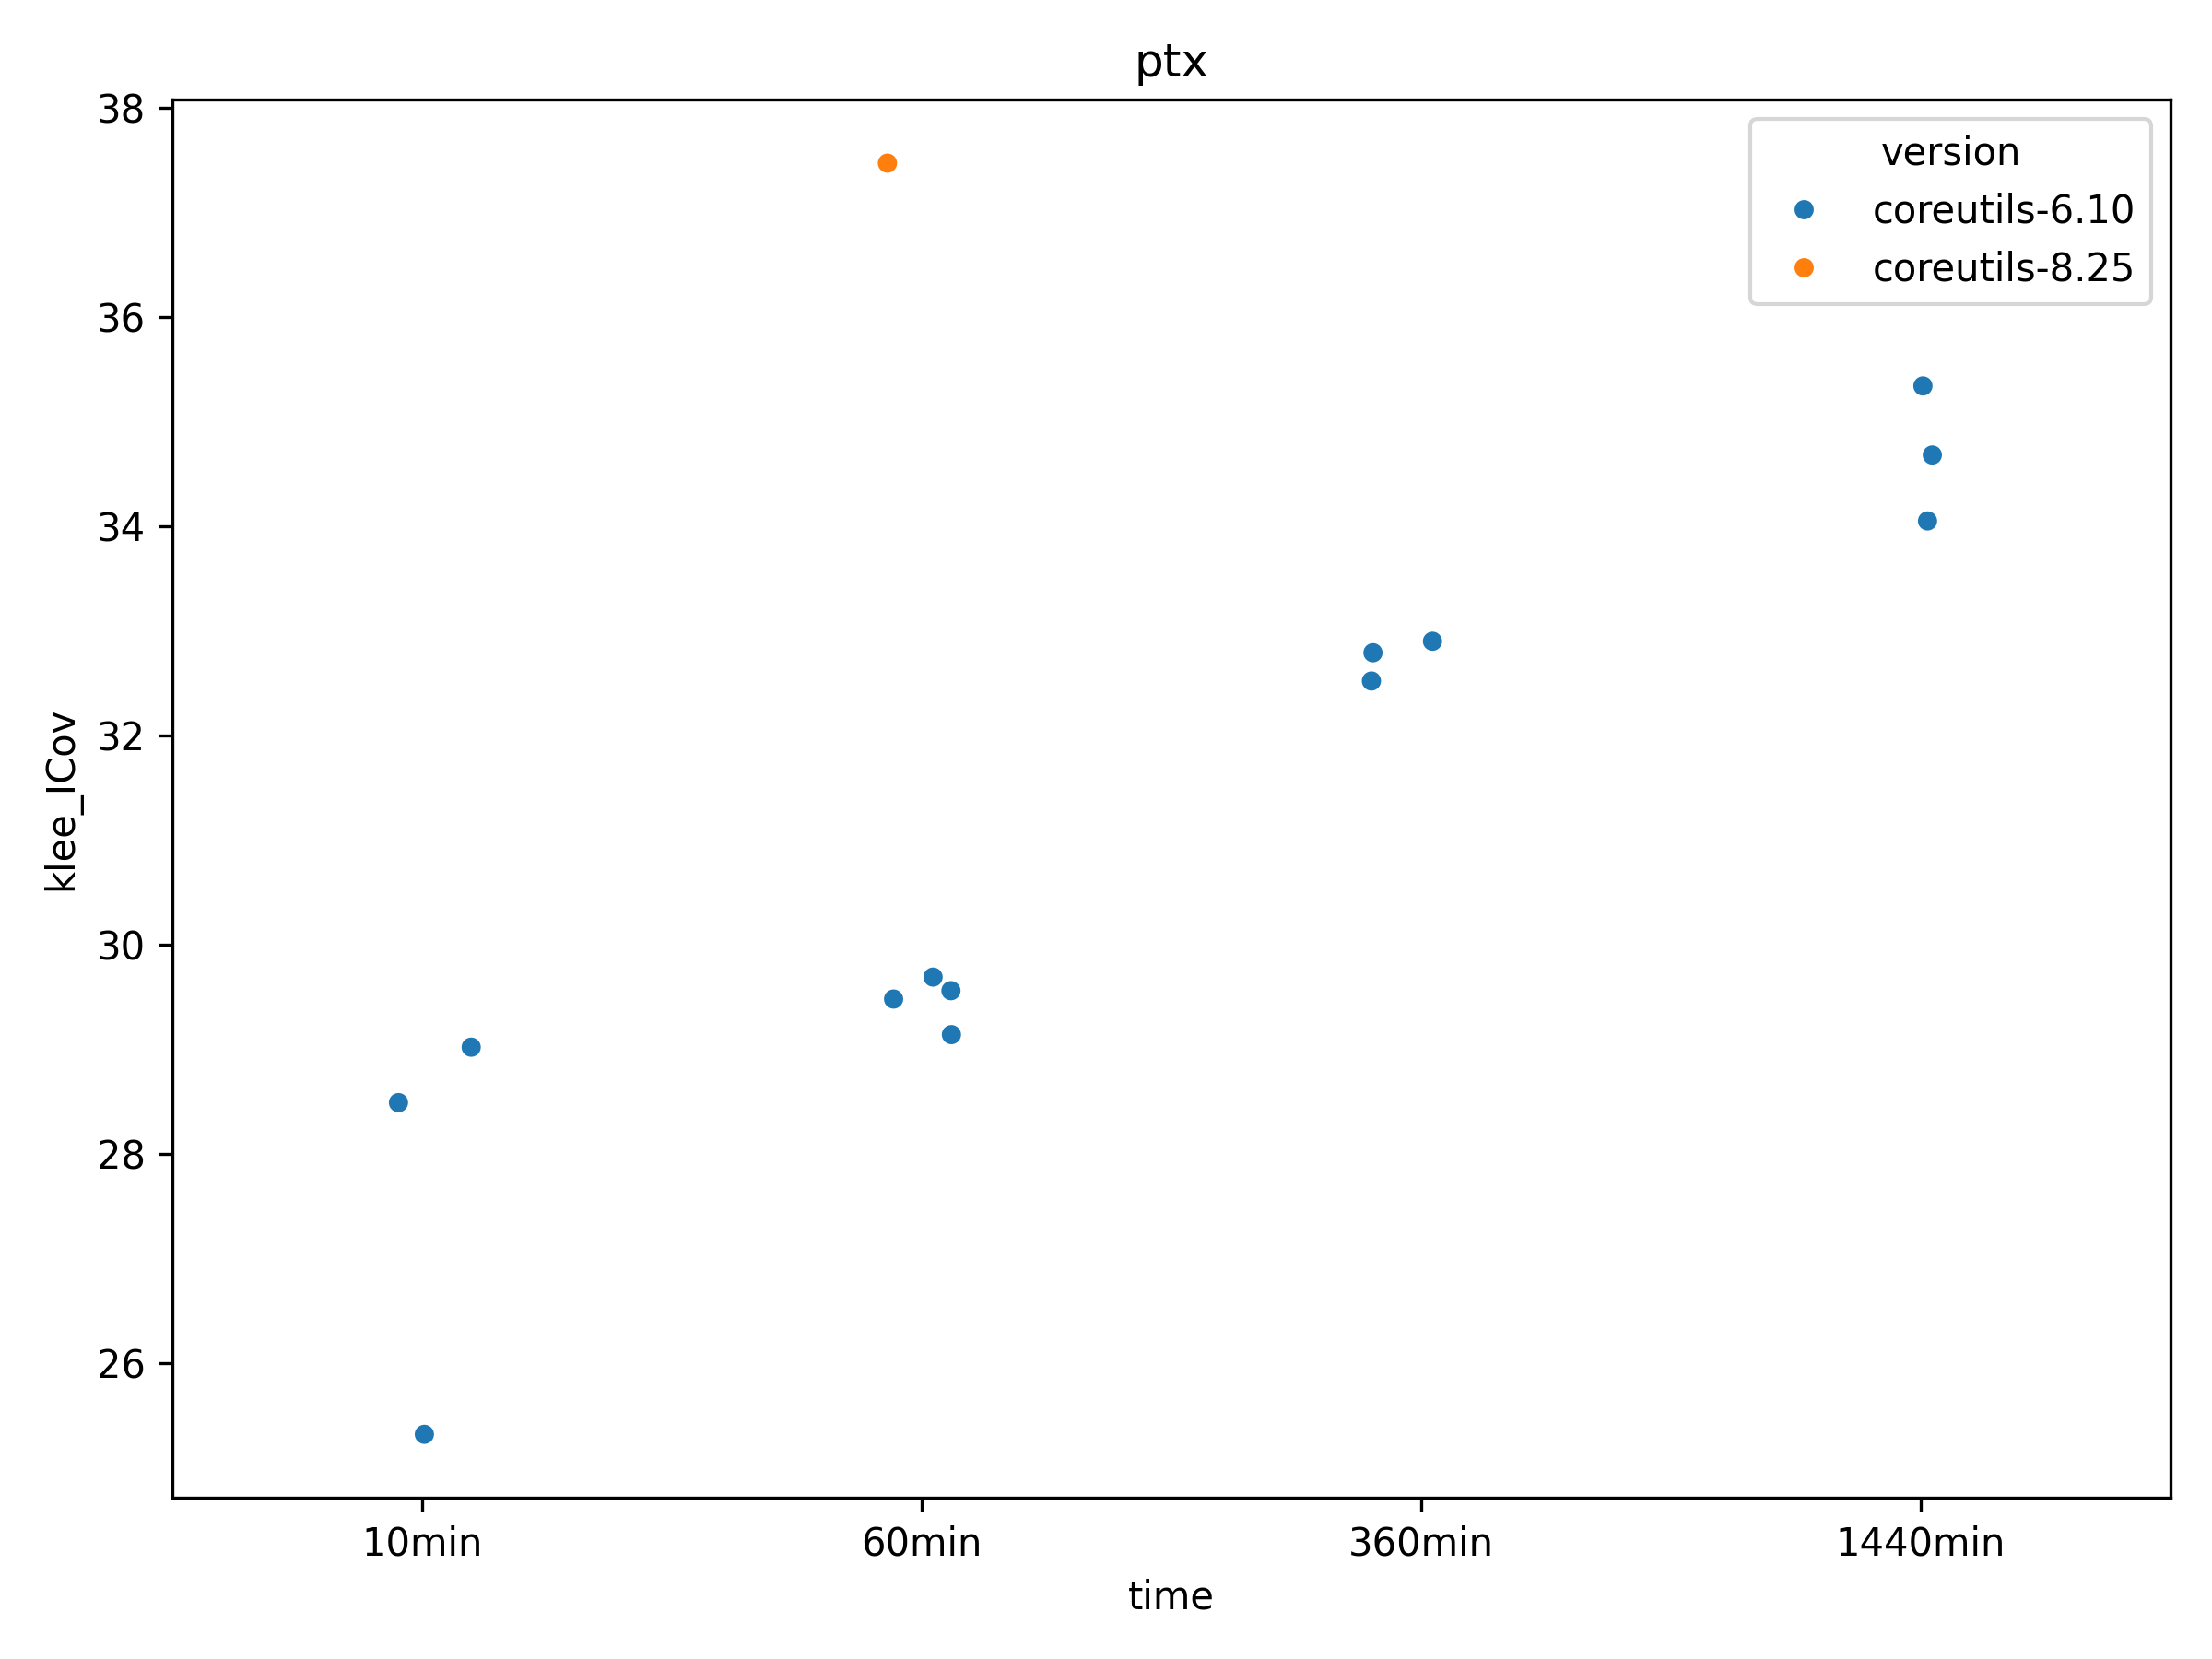 ptx
38
36
34
32
30
28
26
klee_ICov
10min 60min 360min 1440min
time
version
coreutils-6.10
coreutils-8.25